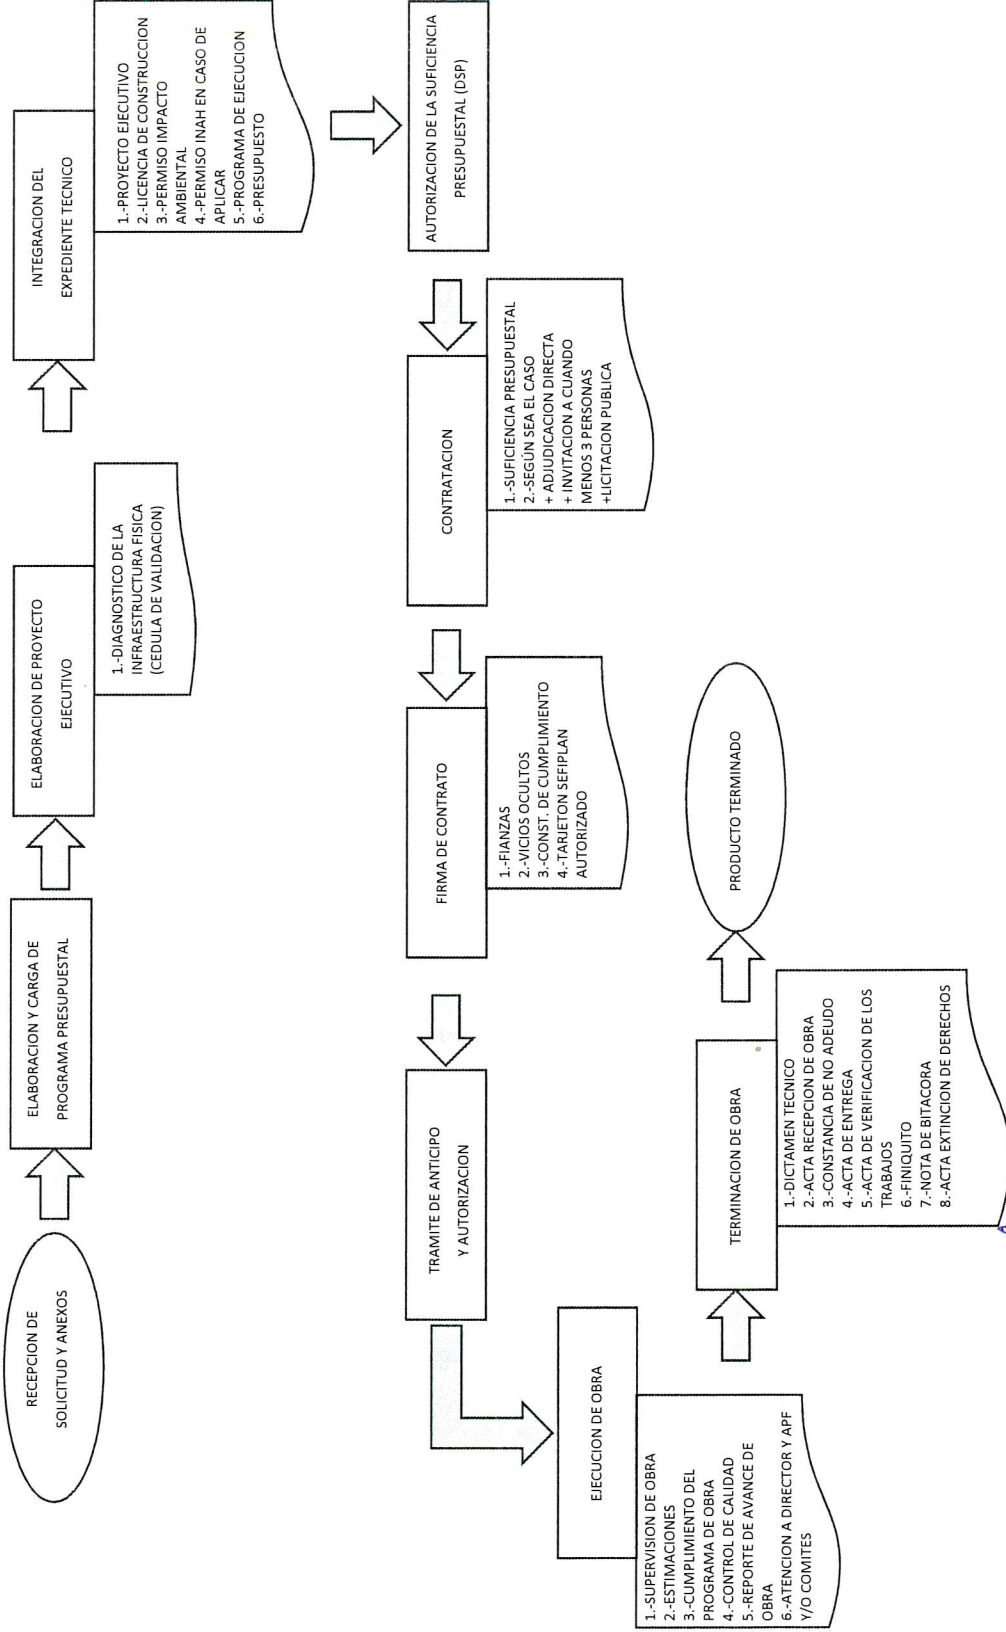 RECEPCION DE
SOLICITUD Y ANEXOS
ELABORACION Y CARGA DE
PROGRAMA PRESUPUESTAL
ELABORACION DE PROYECTO
EJECUTIVO
1.-DIAGNOSTICO DE LA
INFRAESTRUCTURA FISICA
(CEDULA DE VALIDACION)
INTEGRACION DEL
EXPEDIENTE TECNICO
1.-PROYECTO EJECUTIVO
2.-LICENCIA DE CONSTRUCCION
3.-PERMISO IMPACTO
AMBIENTAL
4.-PERMISO INAH EN CASO DE
APLICAR
5.-PROGRAMA DE EJECUCION
6.-PRESUPUESTO
AUTORIZACION DE LA SUFICIENCIA
PRESUPUESTAL (DSP)
CONTRATACION
1.-SUFICIENCIA PRESUPUESTAL
2.-SEGÚN SEA EL CASO
+ ADJUDICACION DIRECTA
+ INVITACION A CUANDO
MENOS 3 PERSONAS
+LICITACION PUBLICA
FIRMA DE CONTRATO
1.-FIANZAS
2.-VICIOS OCULTOS
3.-CONST. DE CUMPLIMIENTO
4.-TARJETON SEFIPLAN
AUTORIZADO
TRAMITE DE ANTICIPO
Y AUTORIZACION
EJECUCION DE OBRA
1.-SUPERVISION DE OBRA
2.-ESTIMACIONES
3.-CUMPLIMIENTO DEL
PROGRAMA DE OBRA
4.-CONTROL DE CALIDAD
5.-REPORTE DE AVANCE DE
OBRA
6.-ATENCION A DIRECTOR Y APF
Y/O COMITES
TERMINACION DE OBRA
1.-DICTAMEN TECNICO
2.-ACTA RECEPCION DE OBRA
3.-CONSTANCIA DE NO ADEUDO
4.-ACTA DE ENTREGA
5.-ACTA DE VERIFICACION DE LOS
TRABAJOS
6.-FINIQUITO
7.-NOTA DE BITACORA
8.-ACTA EXTINCION DE DERECHOS
PRODUCTO TERMINADO